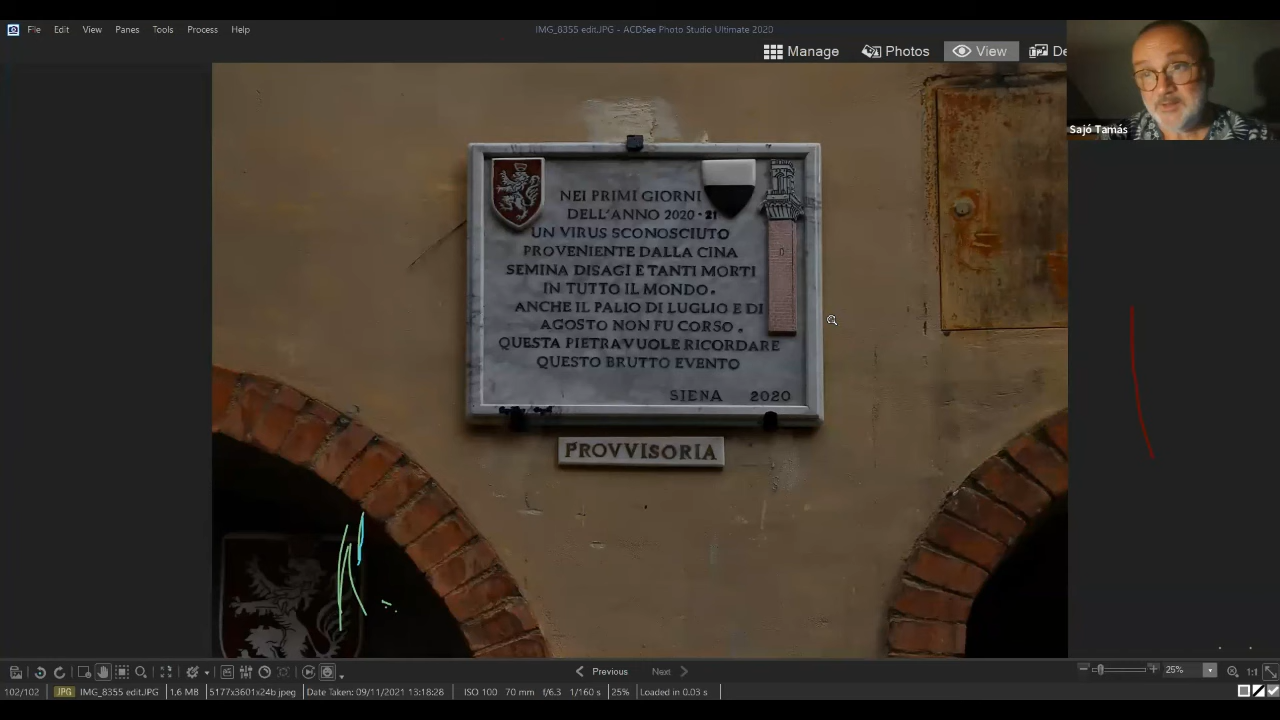 File Edit View Panes Tools Process Help
IMG_8355 edit.JPG - ACDSee Photo Studio Ultimate 2020
Manage Photos View De
Sajó Tamás
NEI PRIMI GIORNI
DELL'ANNO 2020 · 21
UN VIRUS SCONOSCIUTO
PROVENIENTE DALLA CINA
SEMINA DISAGI E TANTI MORTI
IN TUTTO IL MONDO.
ANCHE IL PALIO DI LUGLIO E DI
AGOSTO NON FU CORSO.
QUESTA PIETRA VUOLE RICORDARE
QUESTO BRUTTO EVENTO
SIENA 2020
PROVVISORIA
Previous Next
25% 1:1
102/102 JPG IMG_8355 edit.JPG 1.6 MB 5177x3601x24b jpeg Date Taken: 09/11/2021 13:18:28 ISO 100 70 mm f/6.3 1/160 s 25% Loaded in 0.03 s